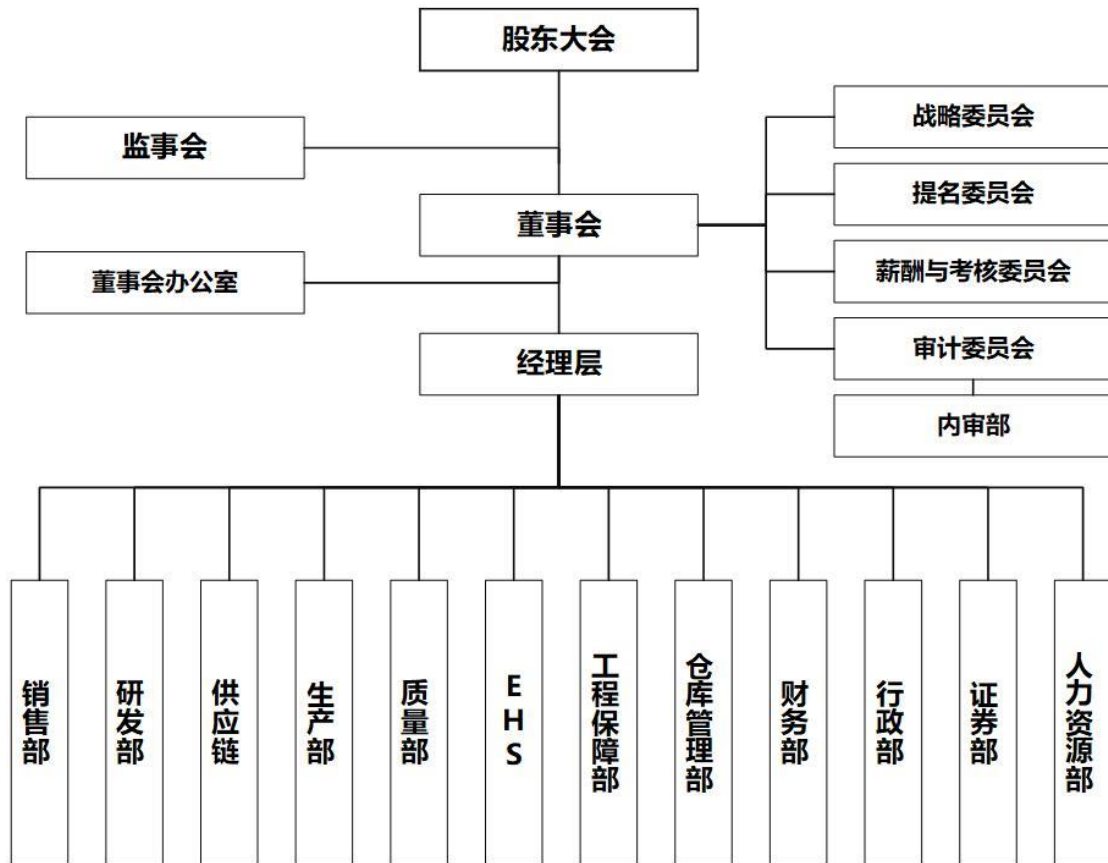 股东大会
战略委员会
监事会
提名委员会
董事会
薪酬与考核委员会
董事会办公室
审计委员会
经理层
内审部
销售部
研发部
供应链
生产部
质量部
EHS
工程保障部
仓库管理部
财务部
行政部
证券部
人力资源部